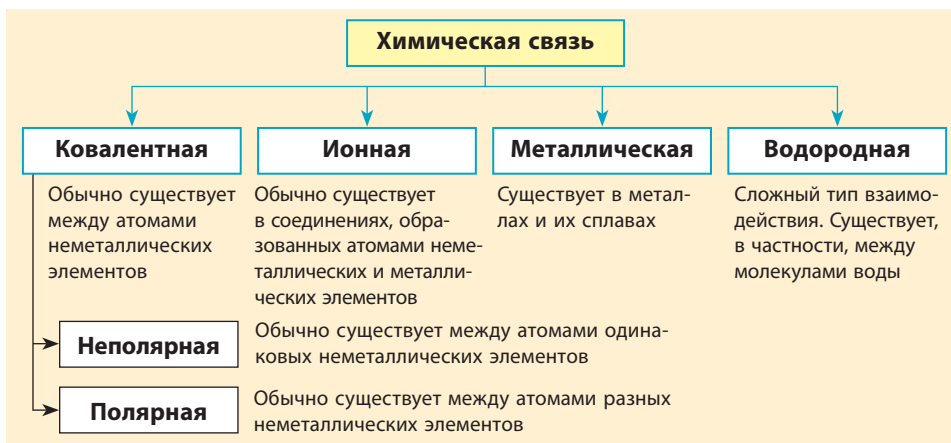 Химическая связь
Ковалентная
Ионная
Металлическая
Водородная
Обычно существует
между атомами
неметаллических
элементов
Обычно существует
в соединениях, обра-
зованных атомами неме-
таллических и металли-
ческих элементов
Существует в метал-
лах и их сплавах
Сложный тип взаимо-
действия. Существует,
в частности, между
молекулами воды
Неполярная
Обычно существует между атомами одина-
ковых неметаллических элементов
Полярная
Обычно существует между атомами разных
неметаллических элементов